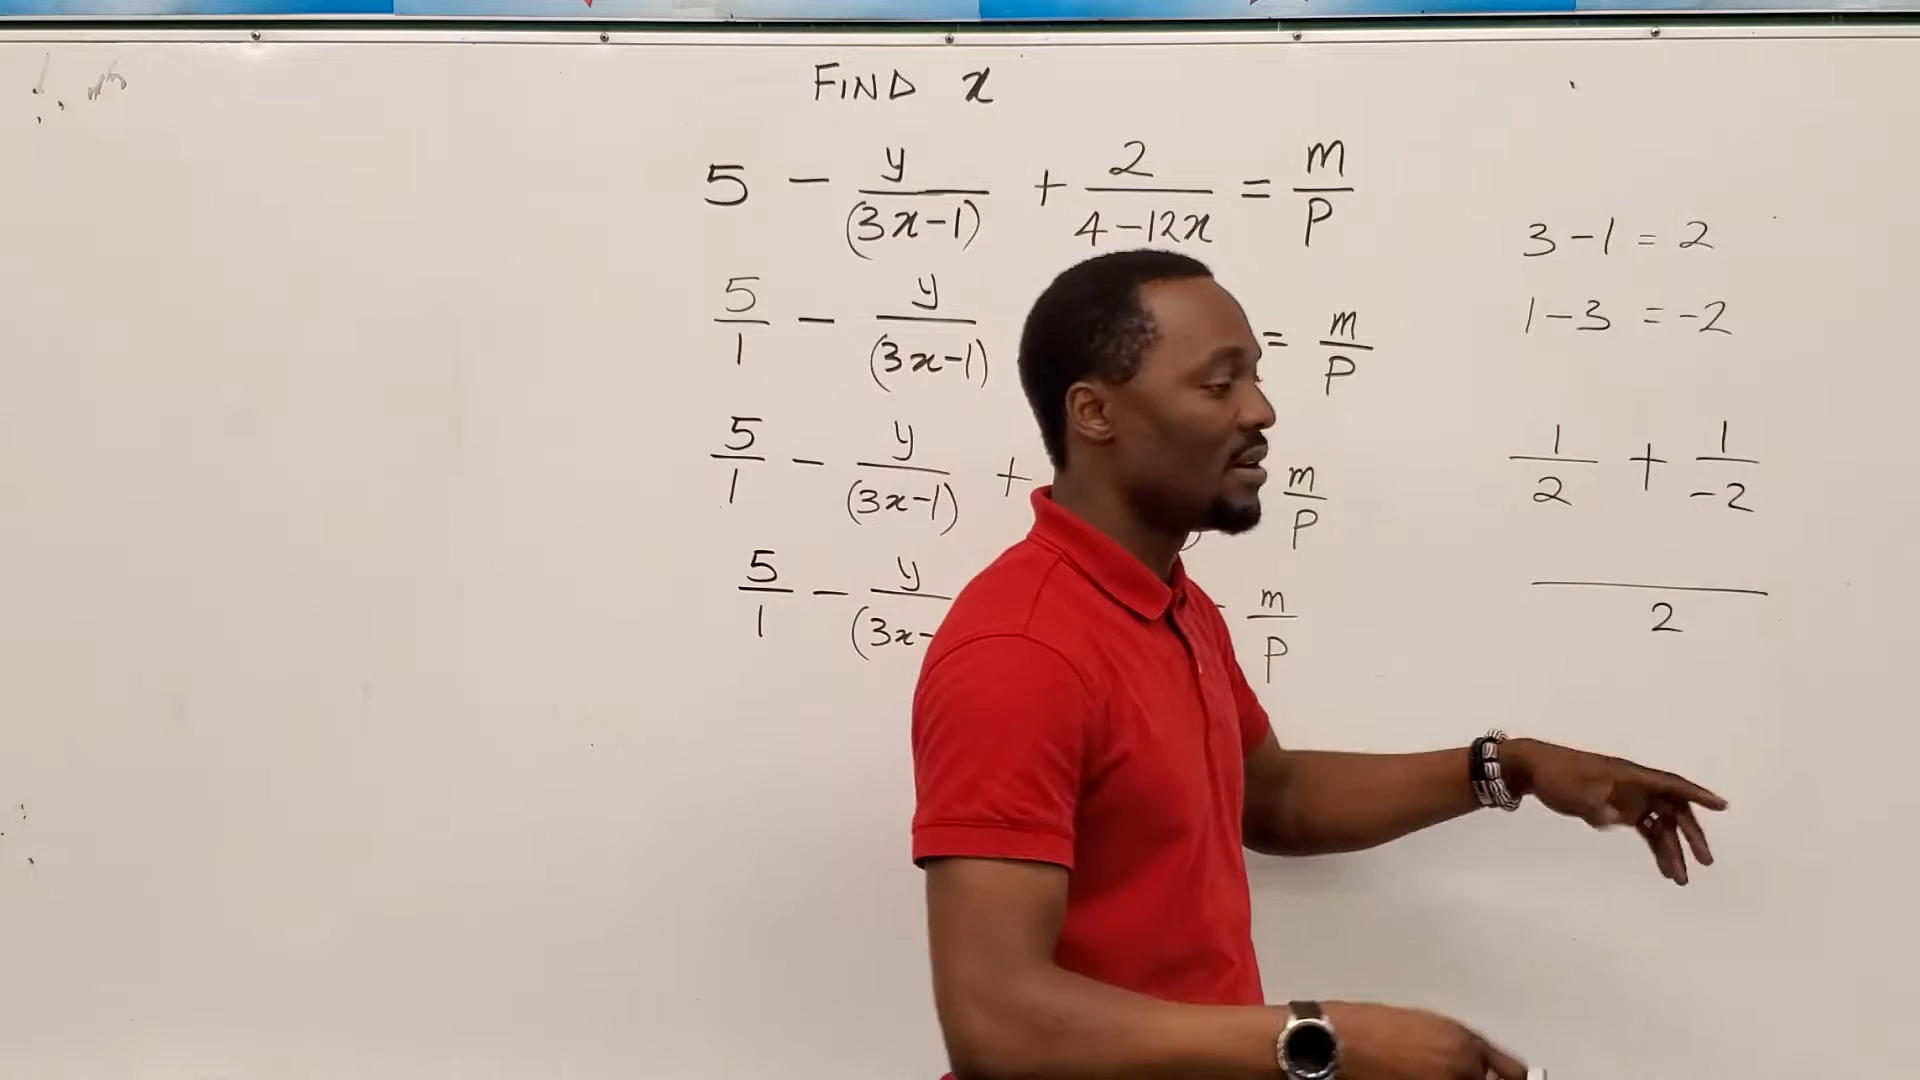 FIND x
5 - y/(3x-1) + 2/(4-12x) = m/p
5/1 - y/(3x-1) = m/p
5/1 - y/(3x-1) + m/p
5/1 - y/(3x- m/p
3-1 = 2
1-3 = -2
1/2 + 1/-2
2